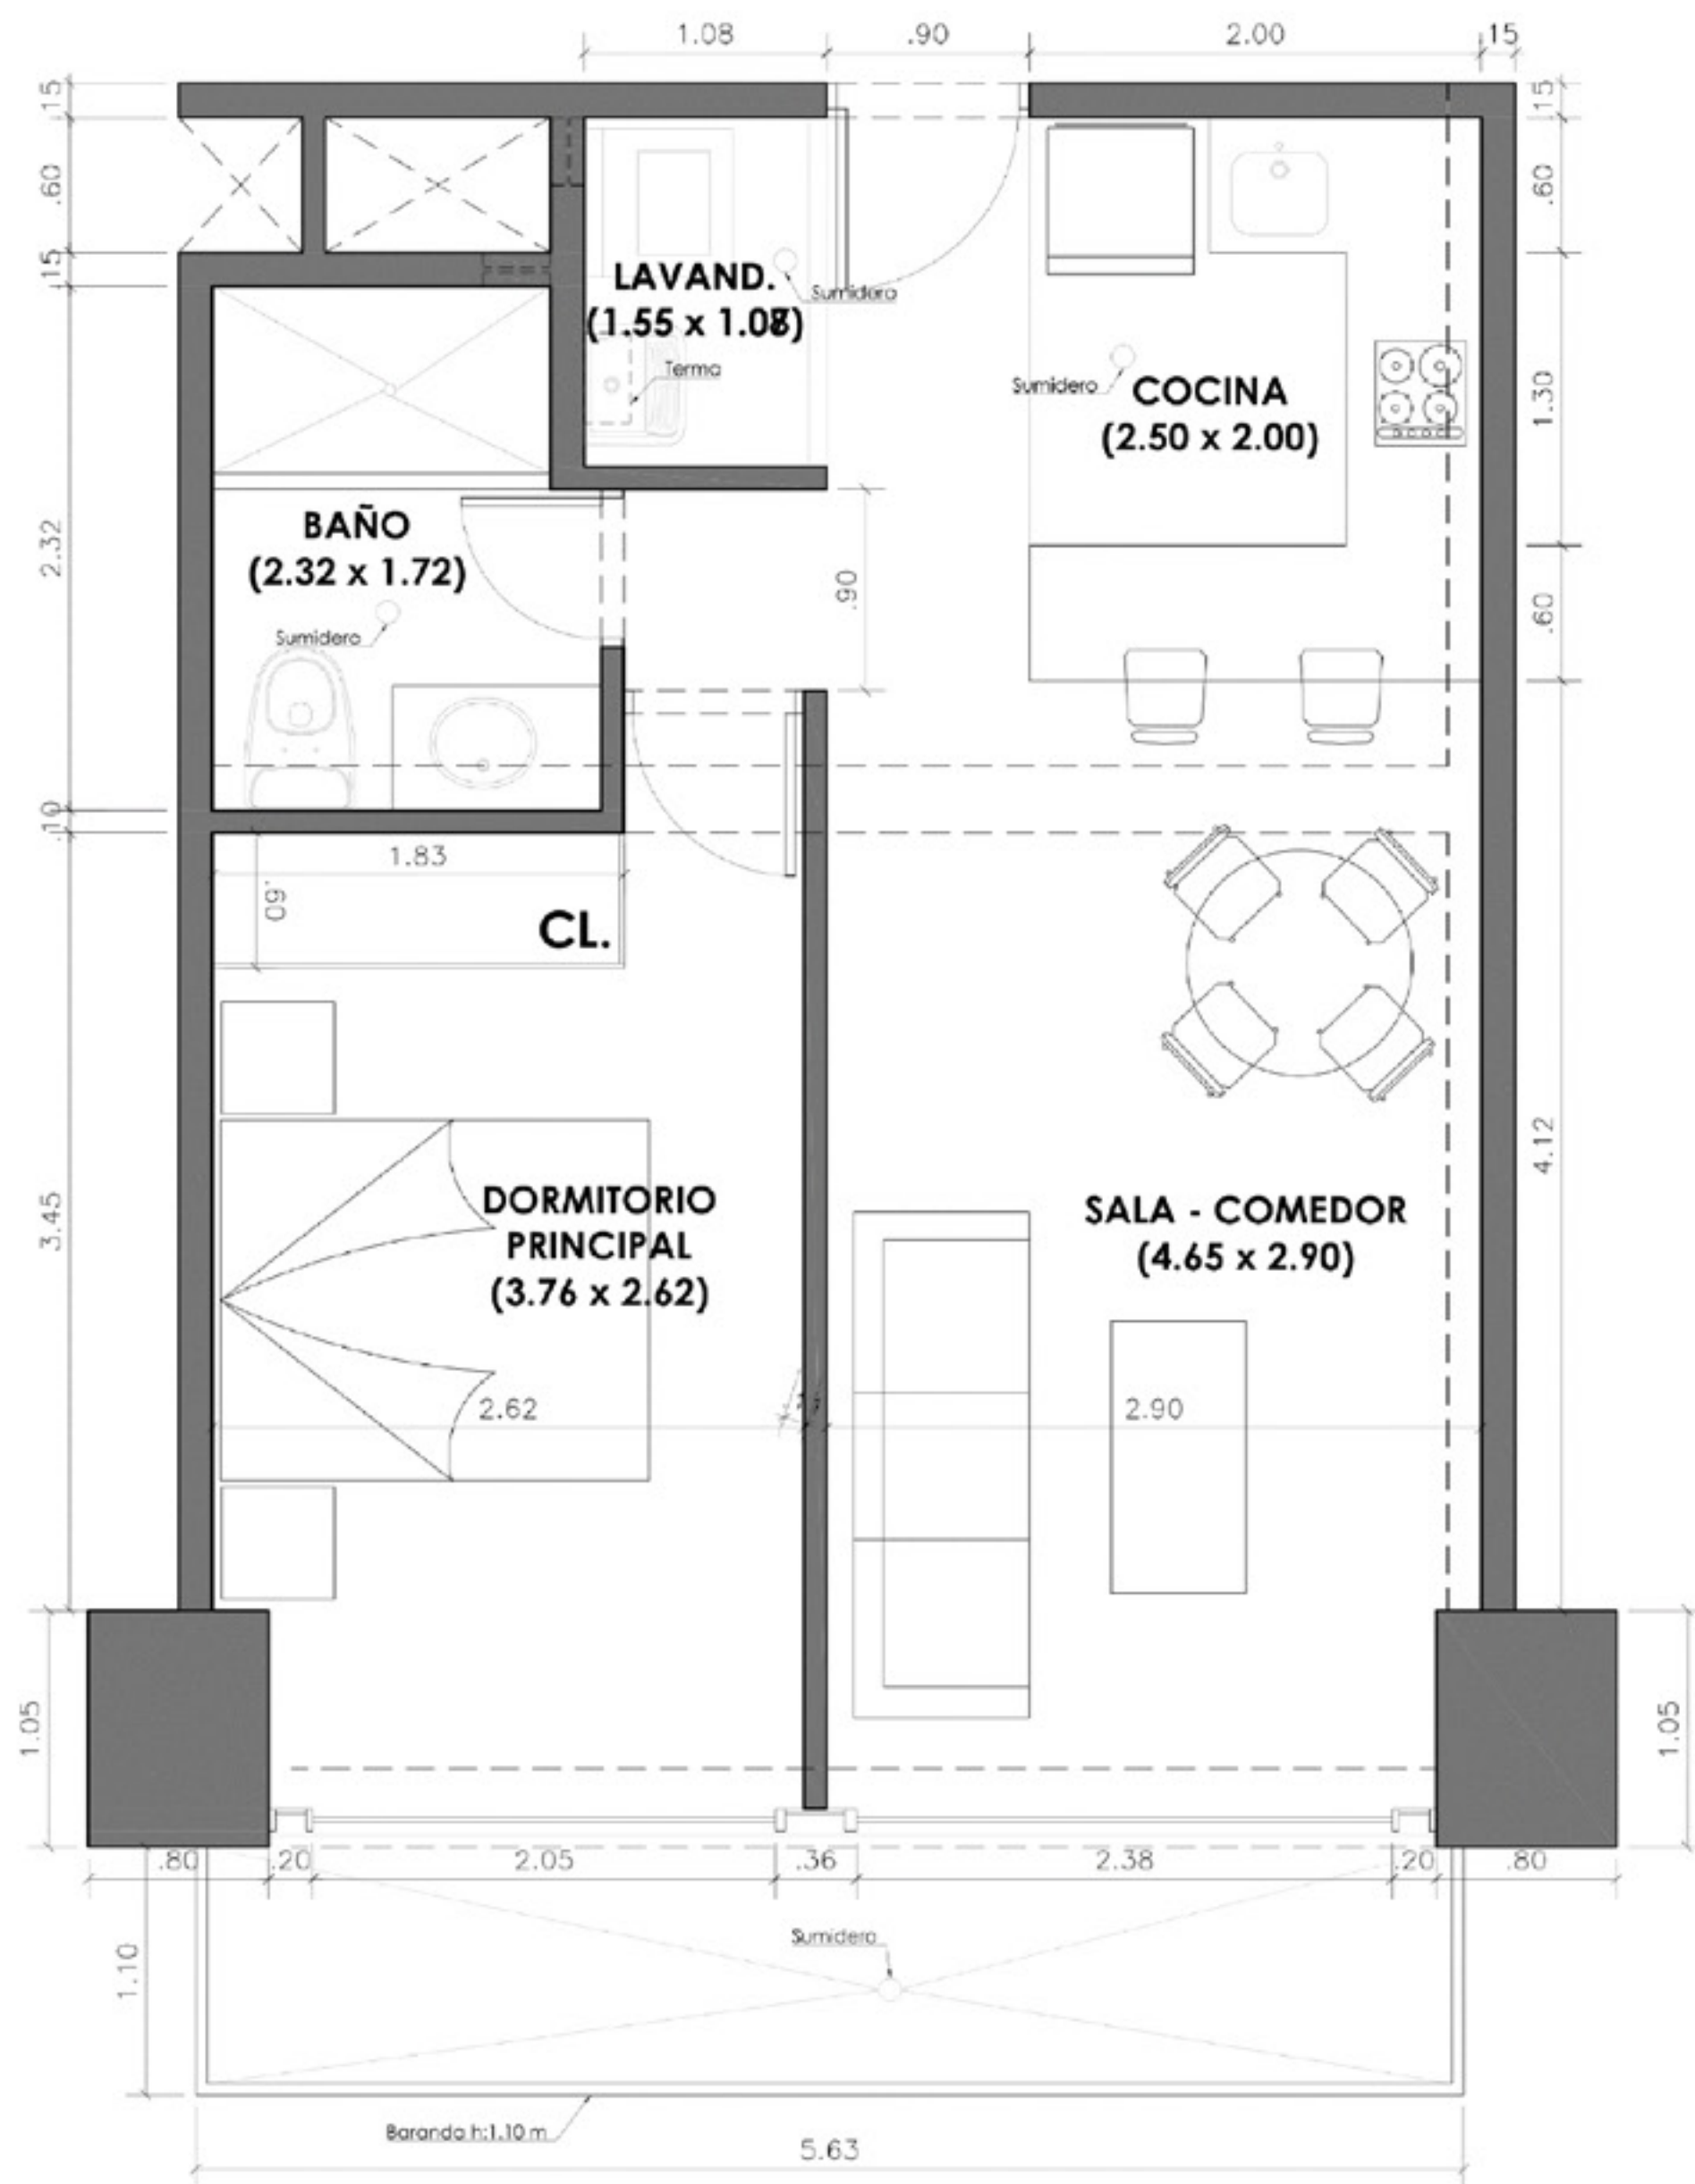 1.08
.90
2.00
.15
.15
.15
.60
.60
.15
LAVAND.
(1.55 x 1.08)
Sumidero
Terma
Sumidero
COCINA
(2.50 x 2.00)
1.30
BAÑO
(2.32 x 1.72)
2.32
Sumidero
.90
.60
.10
1.83
.60
CL.
4.12
3.45
DORMITORIO
PRINCIPAL
(3.76 x 2.62)
SALA - COMEDOR
(4.65 x 2.90)
2.62
2.90
1.05
1.05
.80
.20
2.05
.36
2.38
.20
.80
Sumidero
1.10
Baranda h:1.10 m
5.63